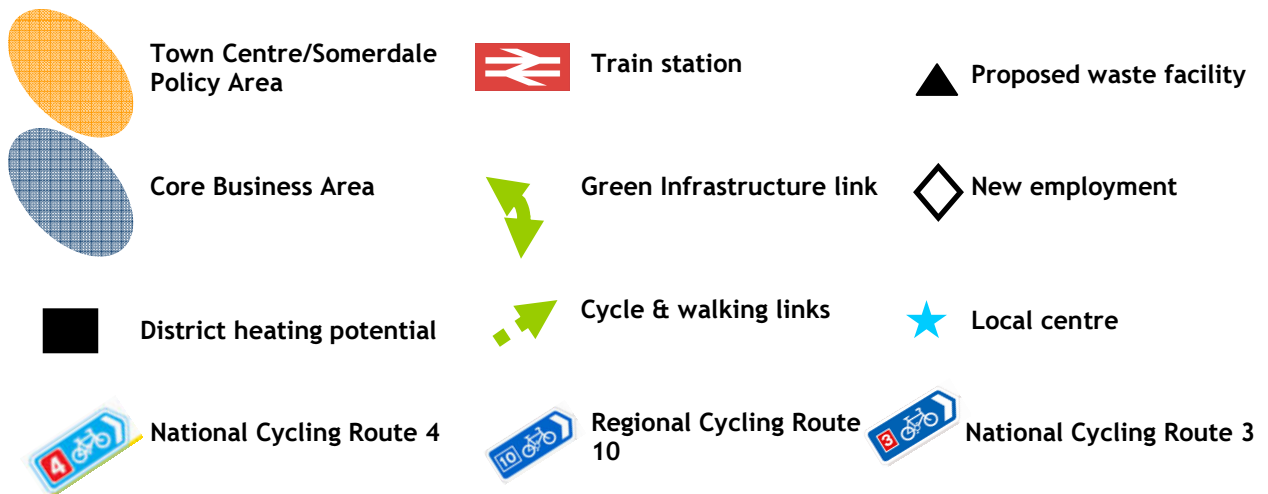 Town Centre/Somerdale
Policy Area
Train station
Proposed waste facility
Core Business Area
Green Infrastructure link
New employment
District heating potential
Cycle & walking links
Local centre
4
National Cycling Route 4
10
Regional Cycling Route
10
3
National Cycling Route 3